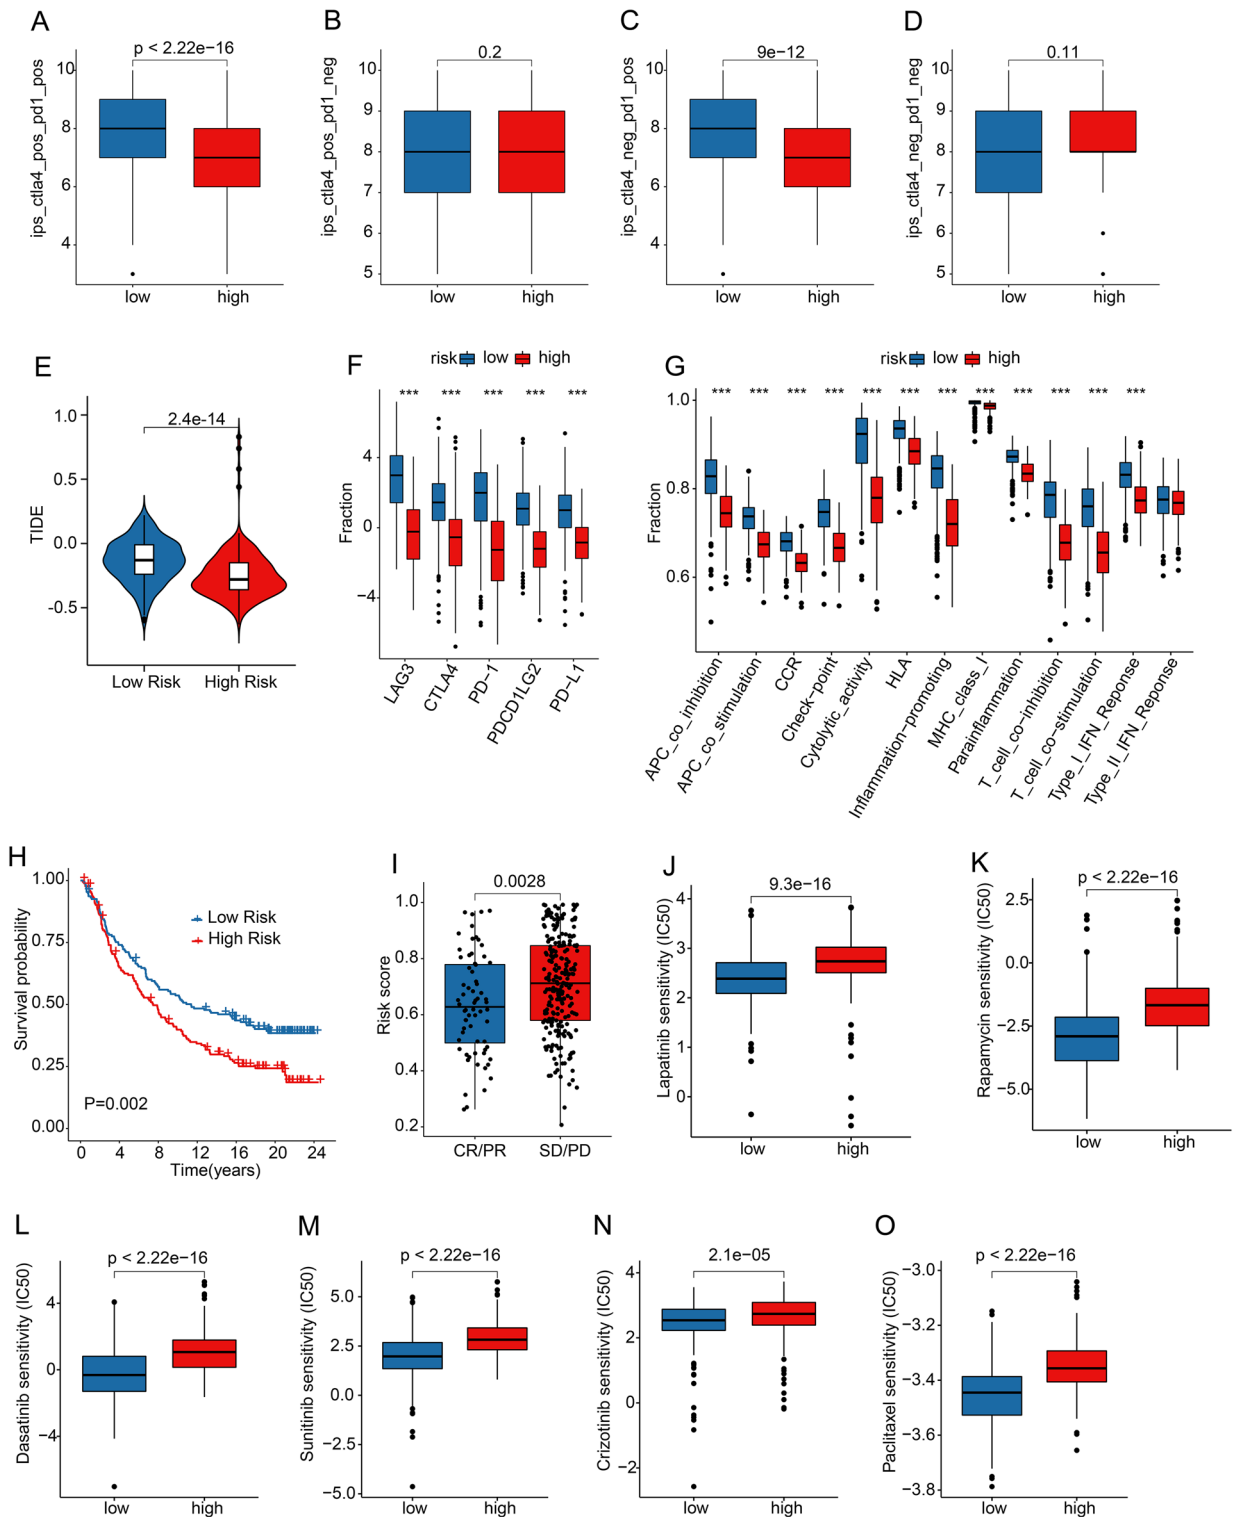 A
p < 2.22e−16
ips_ctla4_pos_pd1_pos
10
8
6
4
low
high
B
0.2
ips_ctla4_pos_pd1_neg
10
9
8
7
6
5
low
high
C
9e−12
ips_ctla4_neg_pd1_pos
10
8
6
4
low
high
D
0.11
ips_ctla4_neg_pd1_neg
10
9
8
7
6
5
low
high
E
2.4e-14
TIDE
1.0
0.5
0.0
-0.5
Low Risk
High Risk
F
risk low high
*** *** *** *** ***
Fraction
4
0
−4
LAG3
CTLA4
PD−1
PDCD1LG2
PD−L1
G
risk low high
*** *** *** *** *** *** *** *** *** *** *** ***
Fraction
1.0
0.8
0.6
APC_co_inhibition
APC_co_stimulation
CCR
Check−point
Cytolytic_activity
HLA
Inflammation−promoting
MHC_class_I
Parainflammation
T_cell_co−inhibition
T_cell_co−stimulation
Type_I_IFN_Reponse
Type_II_IFN_Reponse
H
Survival probability
1.00
0.75
0.50
0.25
0.00
Low Risk
High Risk
P=0.002
0 4 8 12 16 20 24
Time(years)
I
0.0028
Risk score
1.0
0.8
0.6
0.4
0.2
CR/PR
SD/PD
J
9.3e−16
Lapatinib sensitivity (IC50)
4
3
2
1
0
low
high
K
p < 2.22e−16
Rapamycin sensitivity (IC50)
2.5
0.0
−2.5
−5.0
low
high
L
p < 2.22e−16
Dasatinib sensitivity (IC50)
4
0
−4
low
high
M
p < 2.22e−16
Sunitinib sensitivity (IC50)
5.0
2.5
0.0
−2.5
−5.0
low
high
N
2.1e−05
Crizotinib sensitivity (IC50)
4
2
0
−2
low
high
O
p < 2.22e−16
Paclitaxel sensitivity (IC50)
−3.0
−3.2
−3.4
−3.6
−3.8
low
high